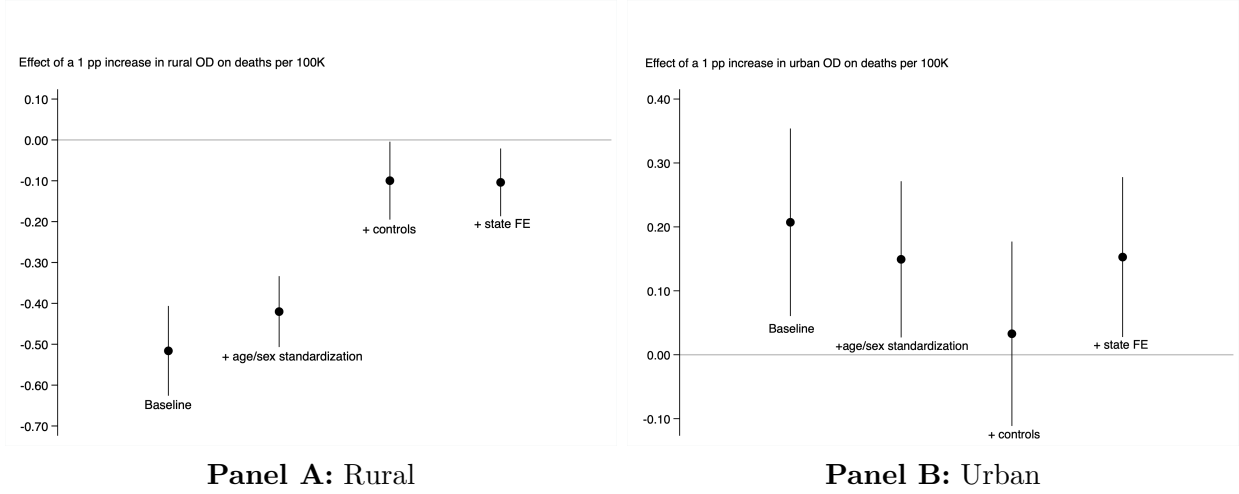 Effect of a 1 pp increase in rural OD on deaths per 100K
0.10
0.00
-0.10
-0.20
-0.30
-0.40
-0.50
-0.60
-0.70
+ controls
+ state FE
+ age/sex standardization
Baseline
Panel A: Rural
Effect of a 1 pp increase in urban OD on deaths per 100K
0.40
0.30
0.20
0.10
0.00
-0.10
Baseline
+age/sex standardization
+ state FE
+ controls
Panel B: Urban